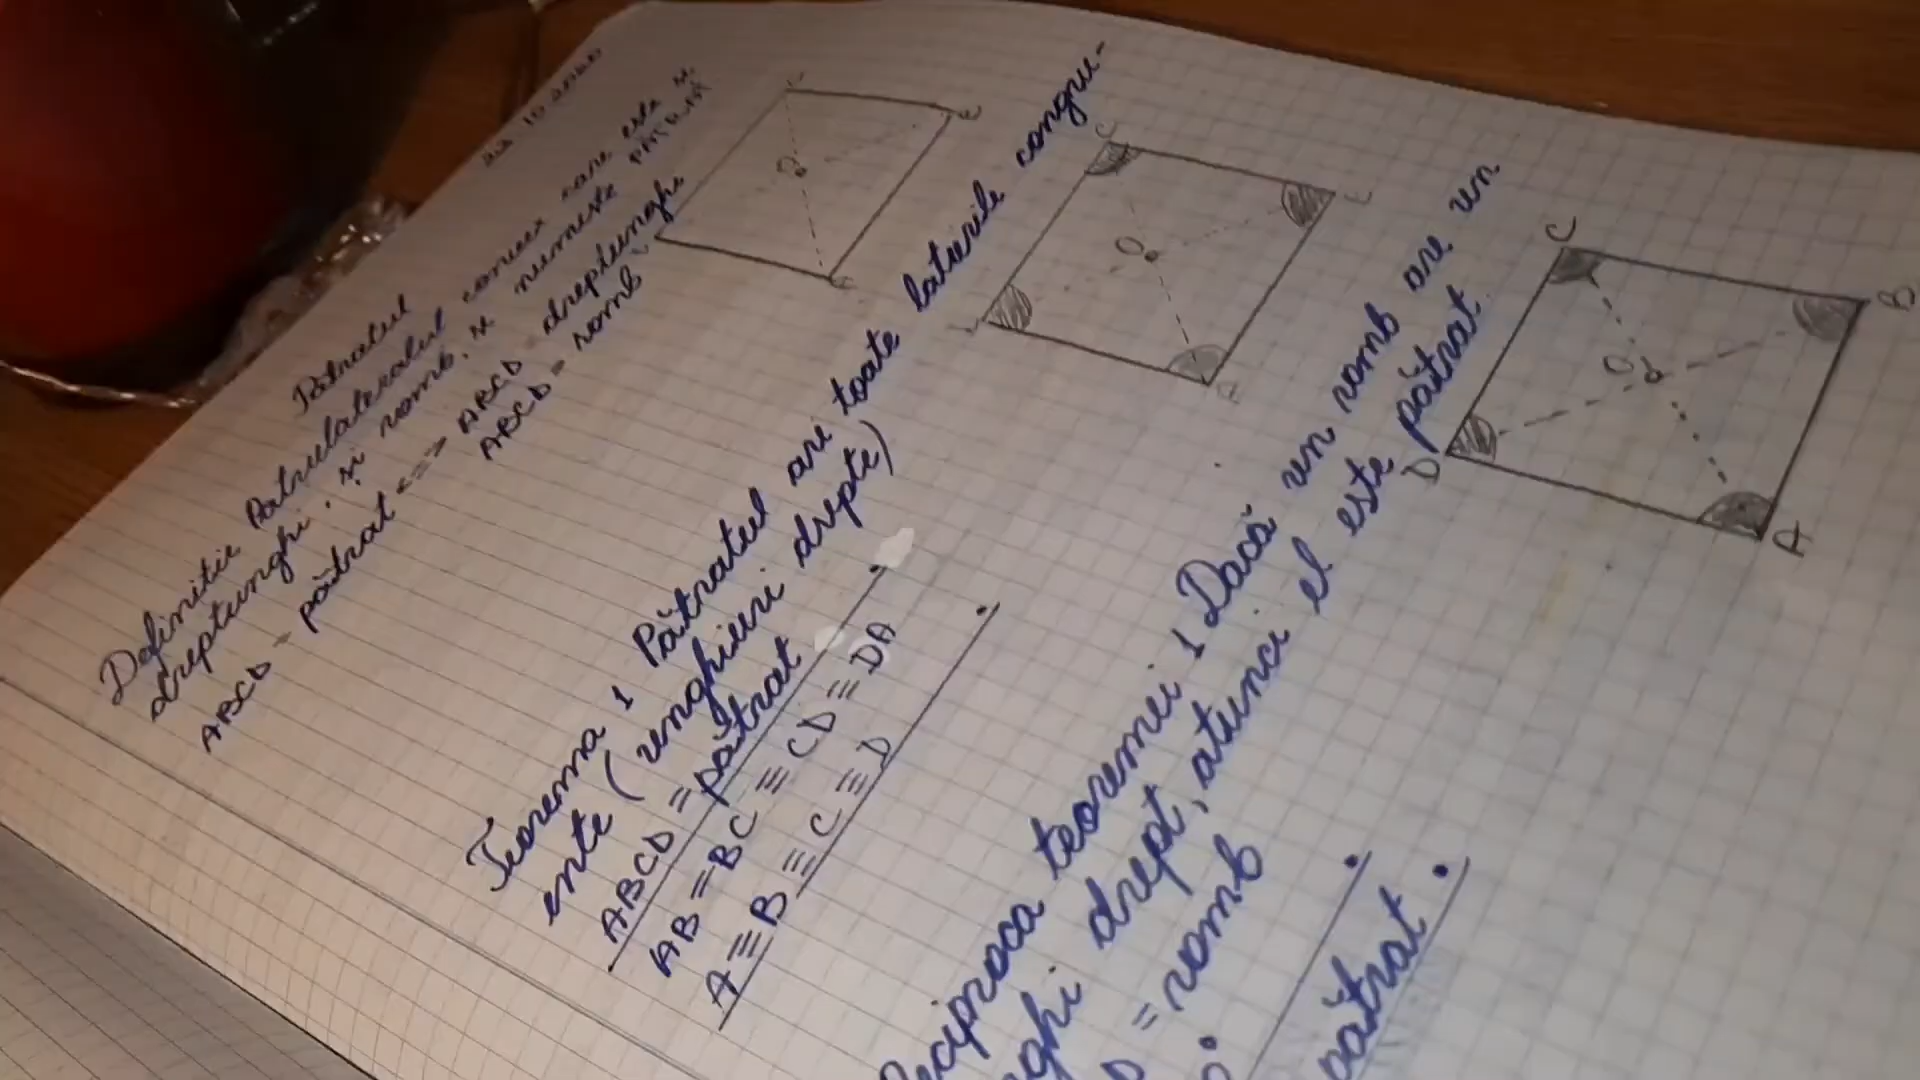 Pătratul
Definiție Patrulaterul convex care este și
dreptunghi și romb se numește pătrat
ABCD - pătrat <=> ABCD dreptunghi
ABCD = romb
Teorema 1 Pătratul are toate laturile congru-
ente (unghiuri drepte)
ABCD = pătrat
AB = BC ≡ CD ≡ DA
A ≡ B ≡ C ≡ D
O
O
Reciproca teoremei 1 Dacă un romb are un
drept, atunci el este pătrat
= romb
pătrat
C
B
O
D
A